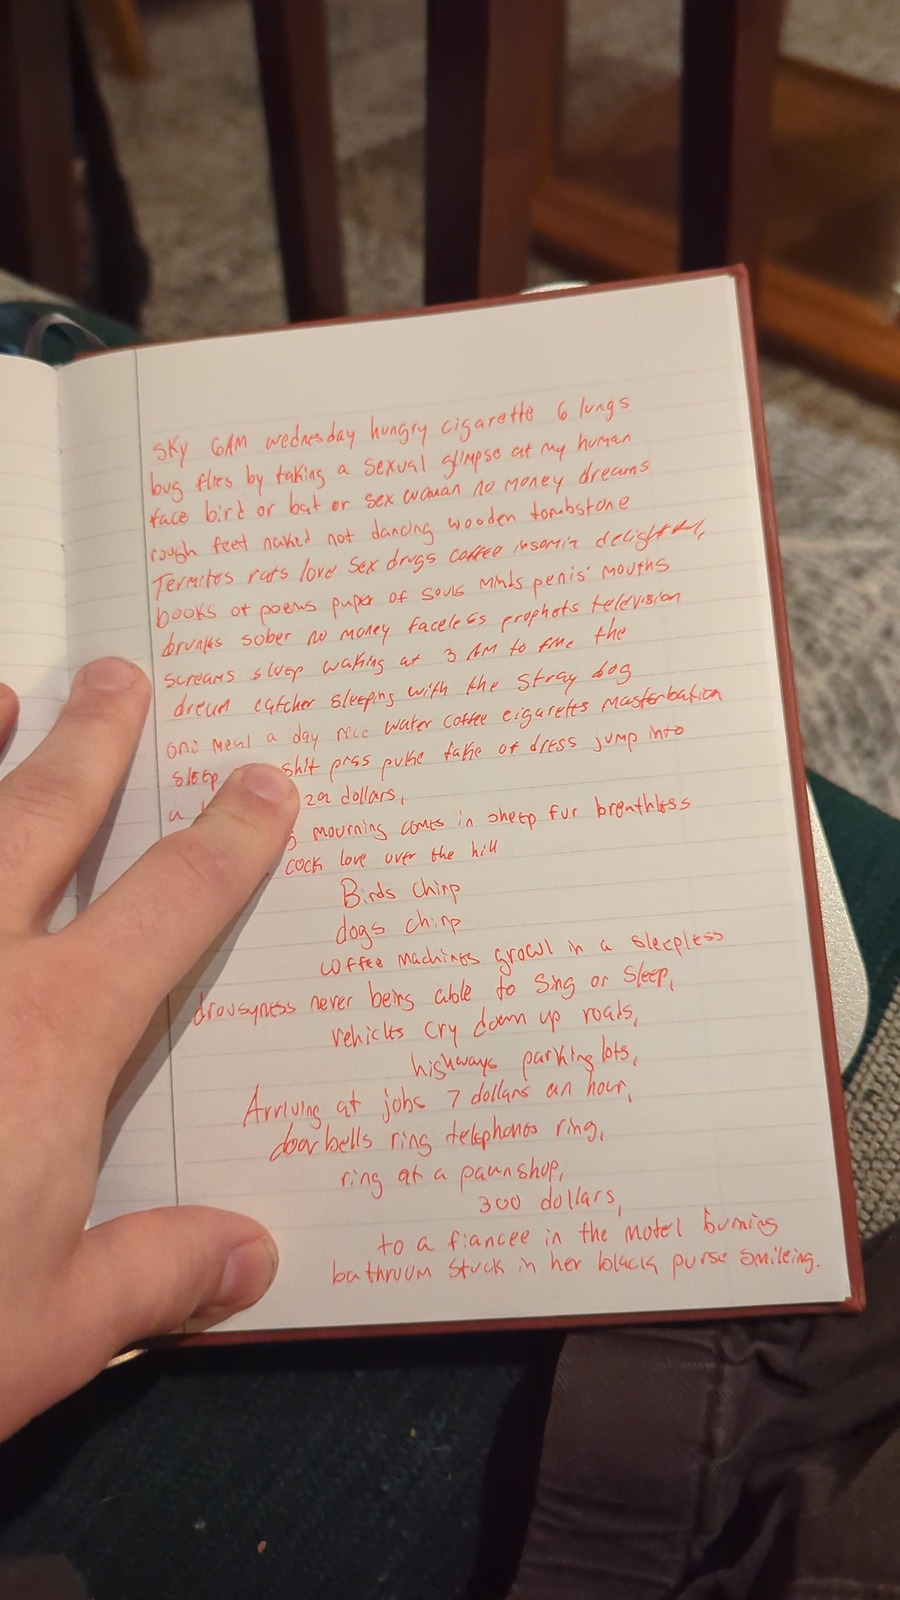 SKY 6AM wednesday hungry cigarette 6 lungs
bug flies by taking a sexual glimpse at my human
face bird or bat or sex woman no money dreams
rough feet naked not dancing wooden tombstone
Termites rats love sex drugs coffee insomia delightful,
books of poems paper of souls minds penis' mouths
drunks sober no money faceless prophets television
screams sleep waking at 3 AM to the
dream catcher sleeping with the stray dog
one meal a day nice water coffee cigaretts masterbation
sleep shit piss puke take of dress jump into
a dollars,
mourning comes in sheep fur breathless
cock love over the hill
Birds chirp
dogs chirp
coffee machines growl in a sleepless
drousyness never being able to sing or sleep,
vehicles cry down up roads,
highways parking lots,
Arriving at jobs 7 dollars an hour,
doorbells ring telephones ring,
ring at a pawnshop,
300 dollars,
to a fiancee in the motel
bathroom stuck in her black purse smileing.